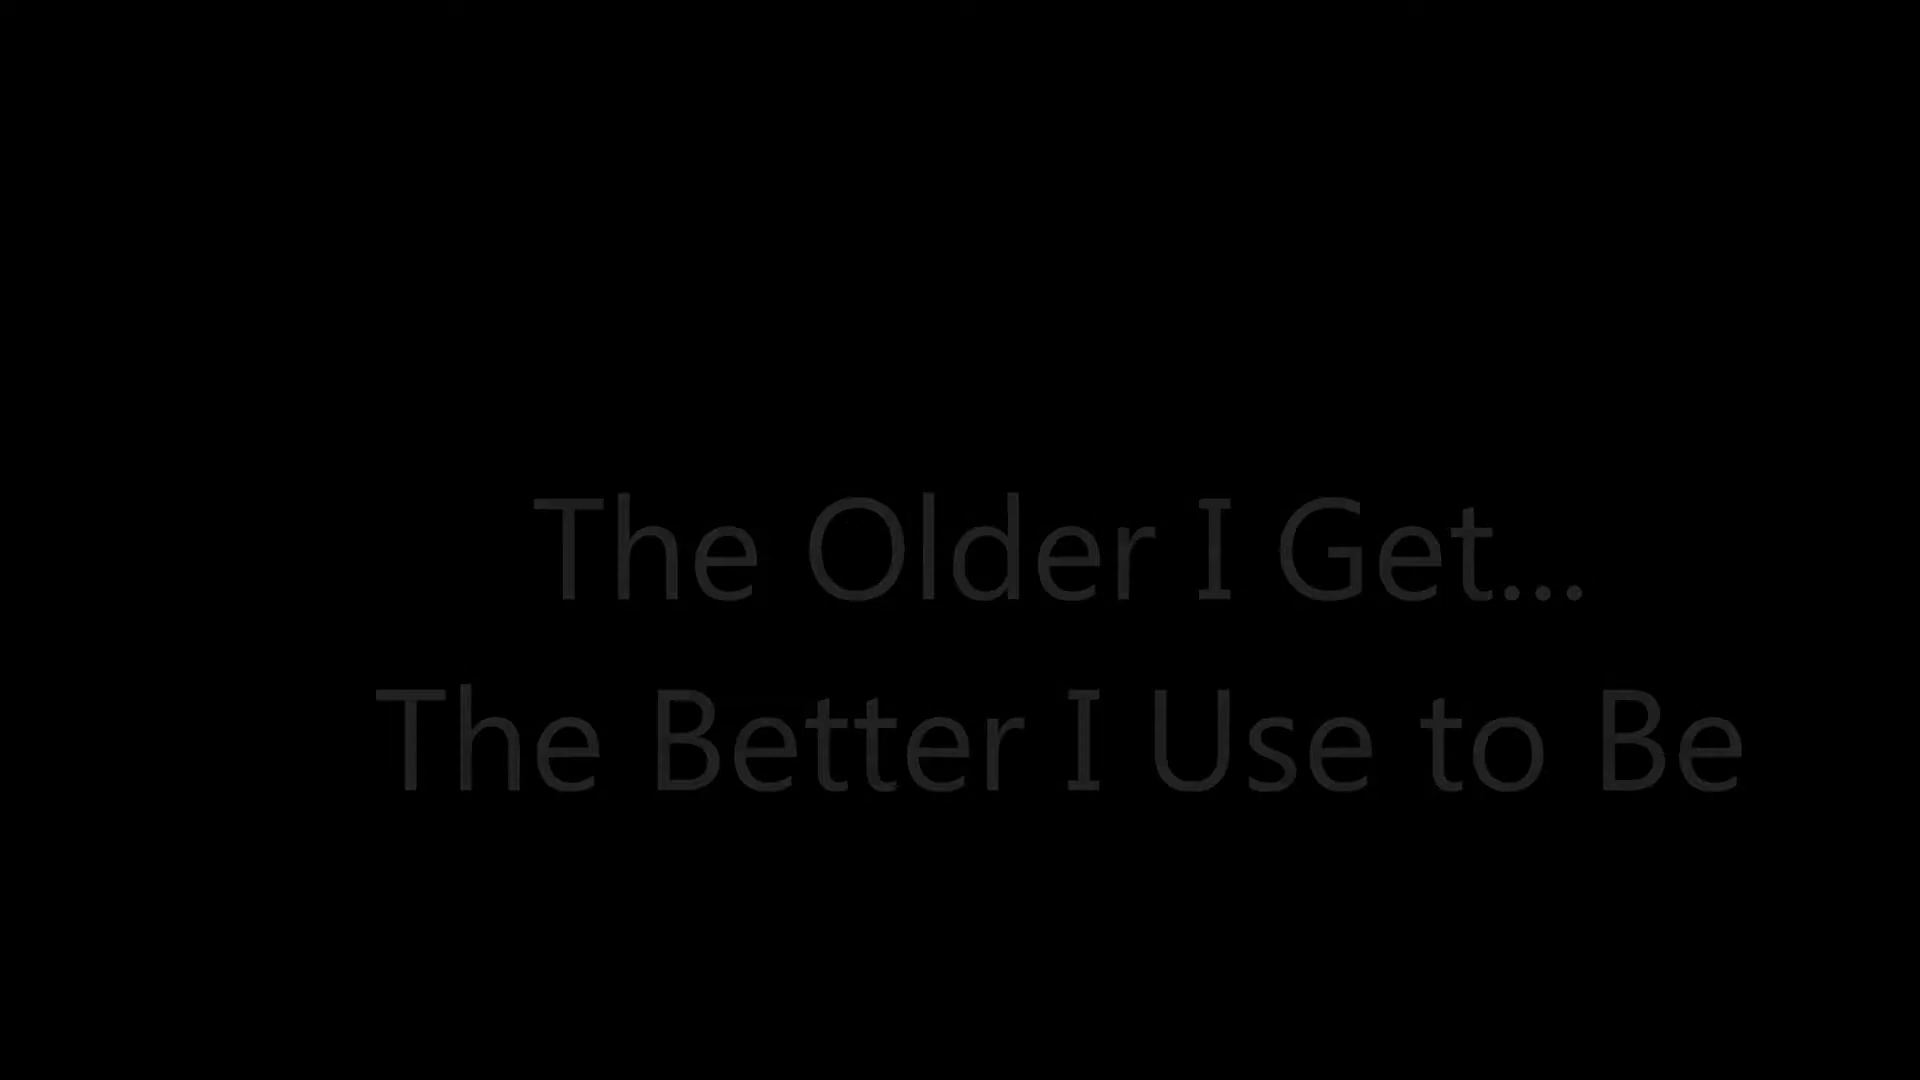 The Older I Get...
The Better I Use to Be